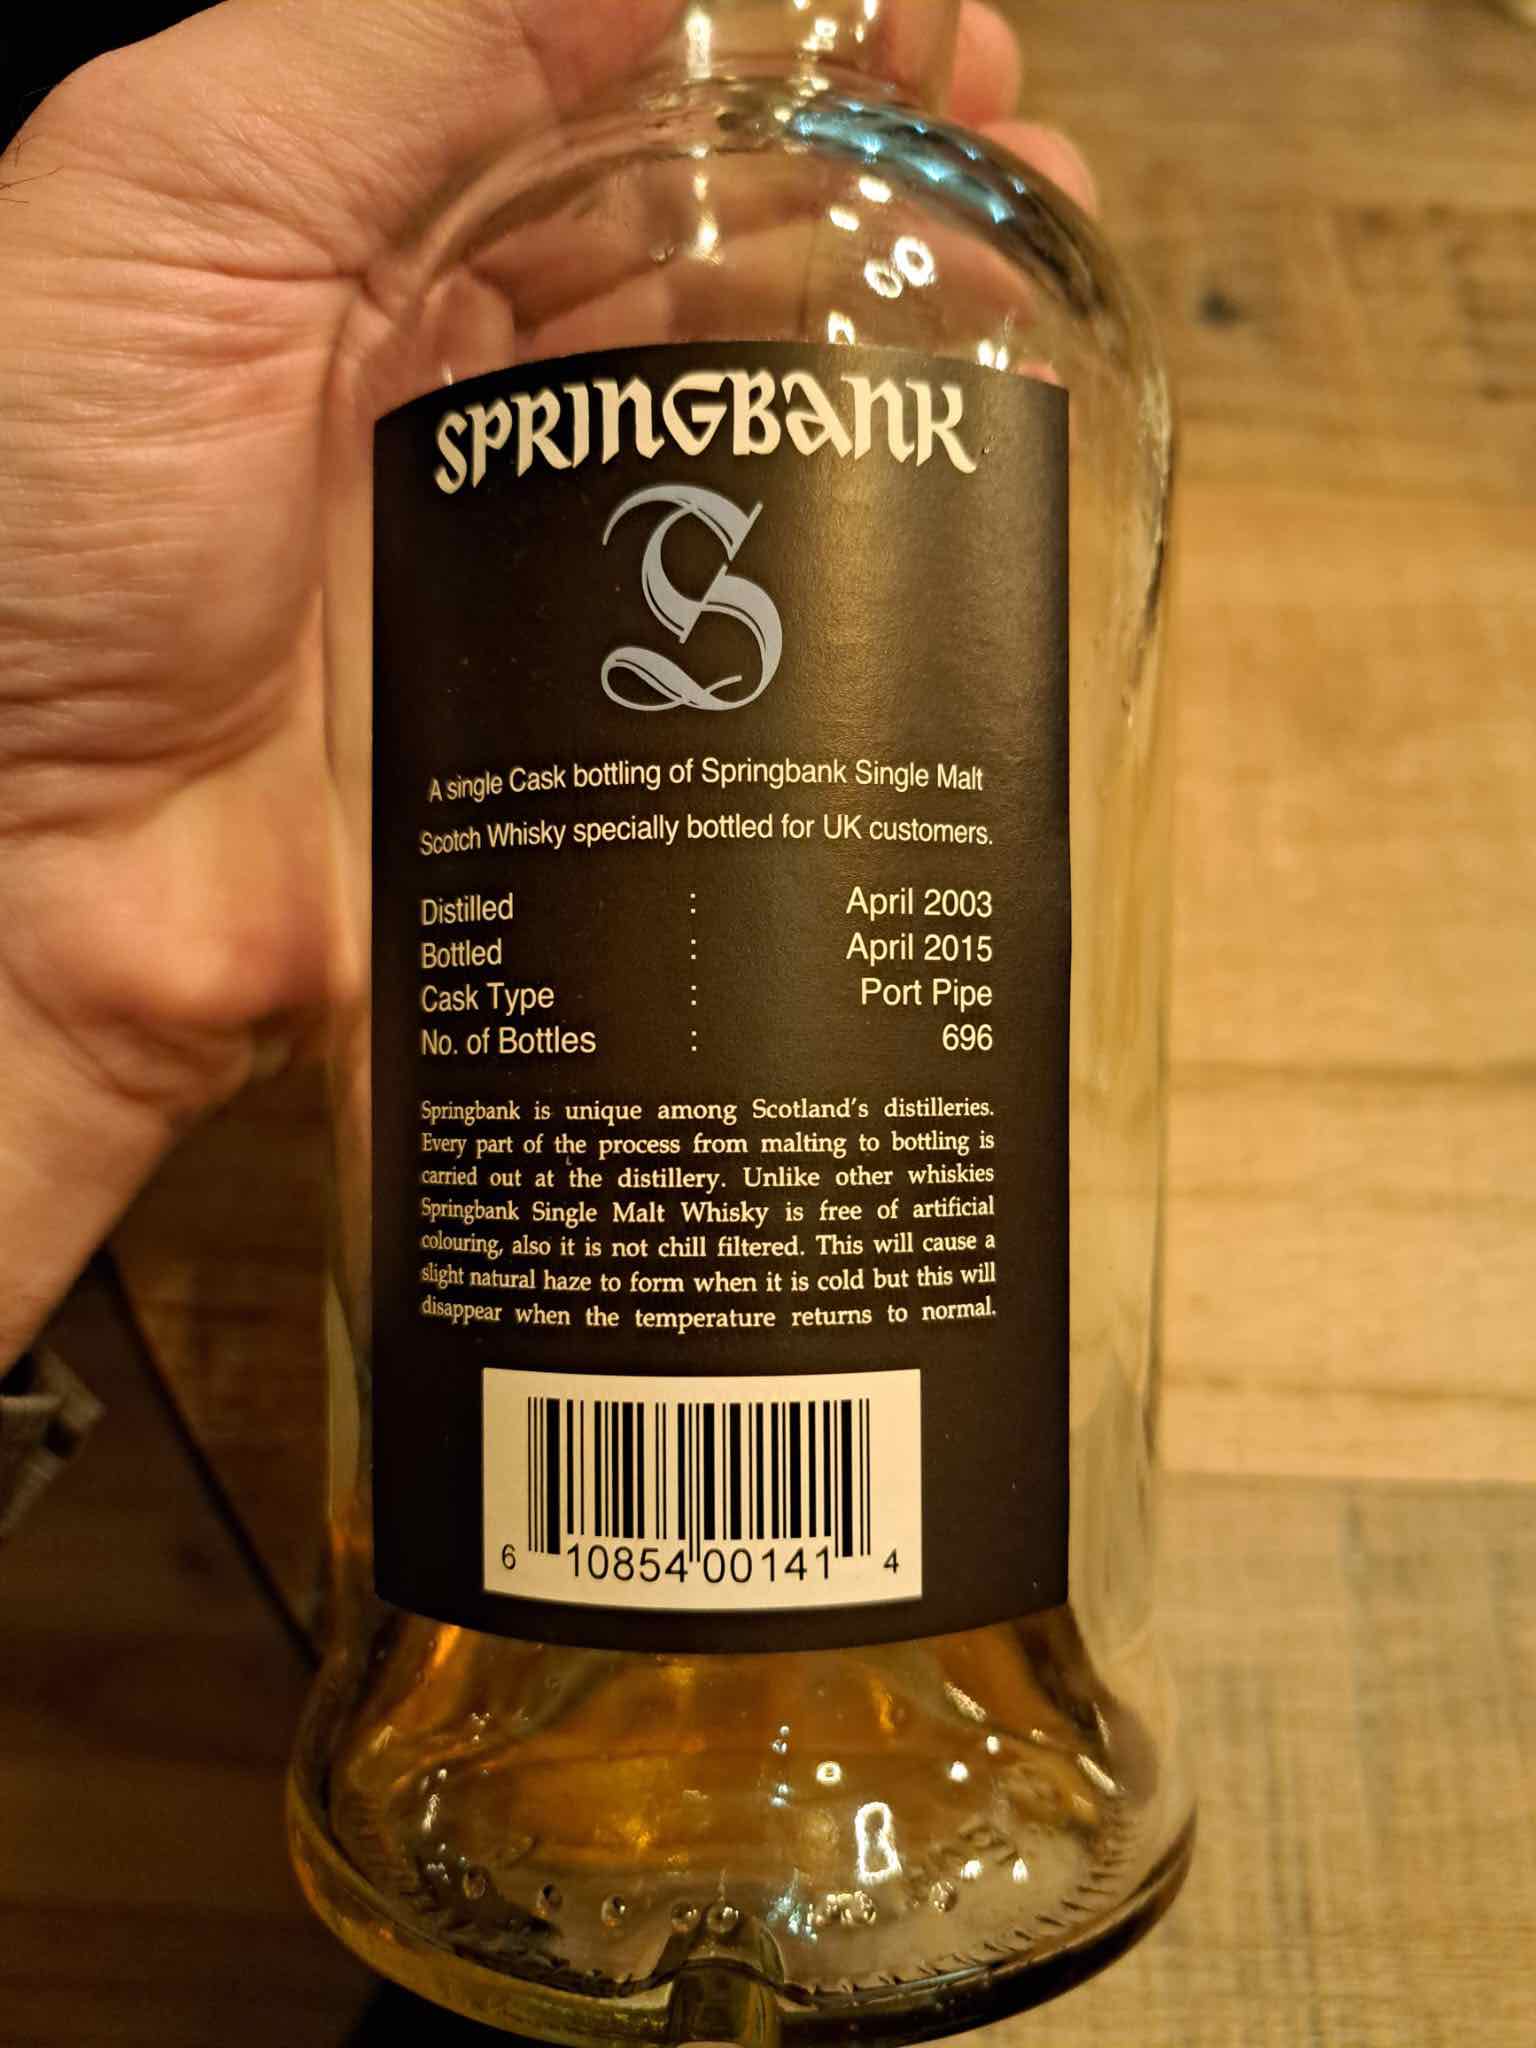 SPRINGBANK
S
A single Cask bottling of Springbank Single Malt
Scotch Whisky specially bottled for UK customers.
Distilled : April 2003
Bottled : April 2015
Cask Type : Port Pipe
No. of Bottles : 696
Springbank is unique among Scotland's distilleries.
Every part of the process from malting to bottling is
carried out at the distillery. Unlike other whiskies
Springbank Single Malt Whisky is free of artificial
colouring, also it is not chill filtered. This will cause a
slight natural haze to form when it is cold but this will
disappear when the temperature returns to normal.
6 10854 00141 4